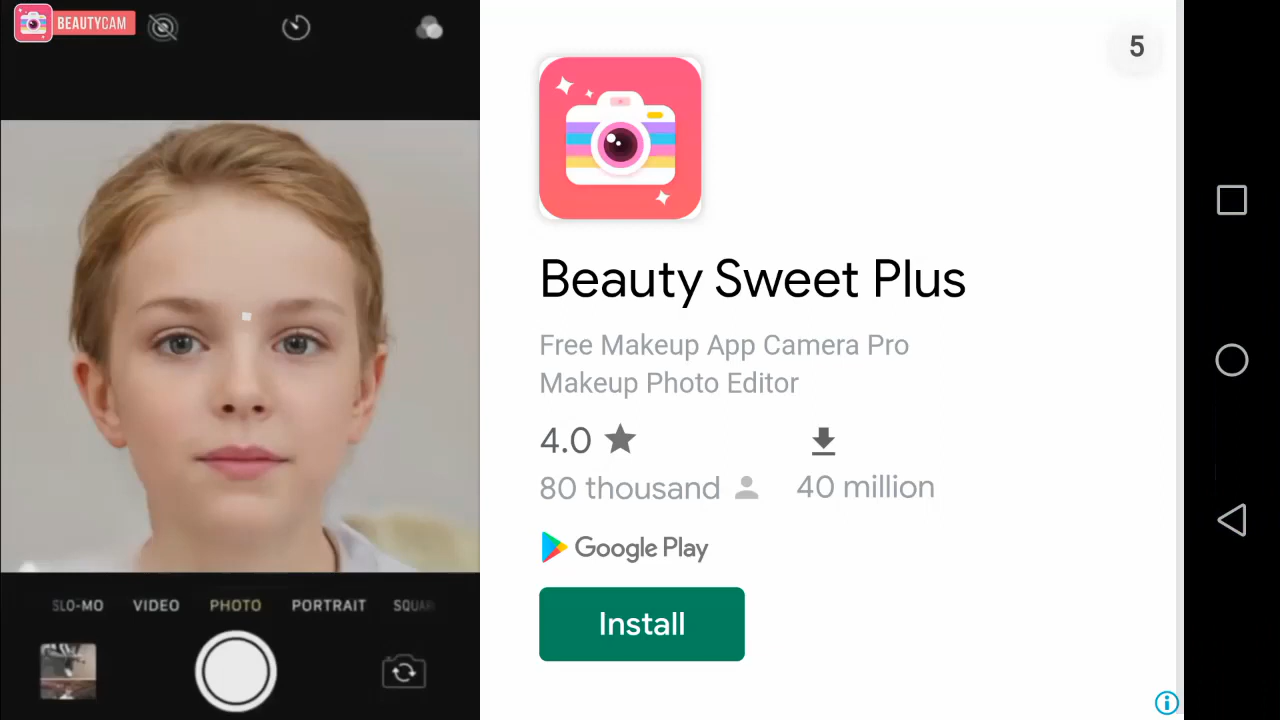 BEAUTYCAM
5
Beauty Sweet Plus
Free Makeup App Camera Pro
Makeup Photo Editor
4.0
80 thousand
40 million
Google Play
Install
SLO-MO VIDEO PHOTO PORTRAIT SQUAR